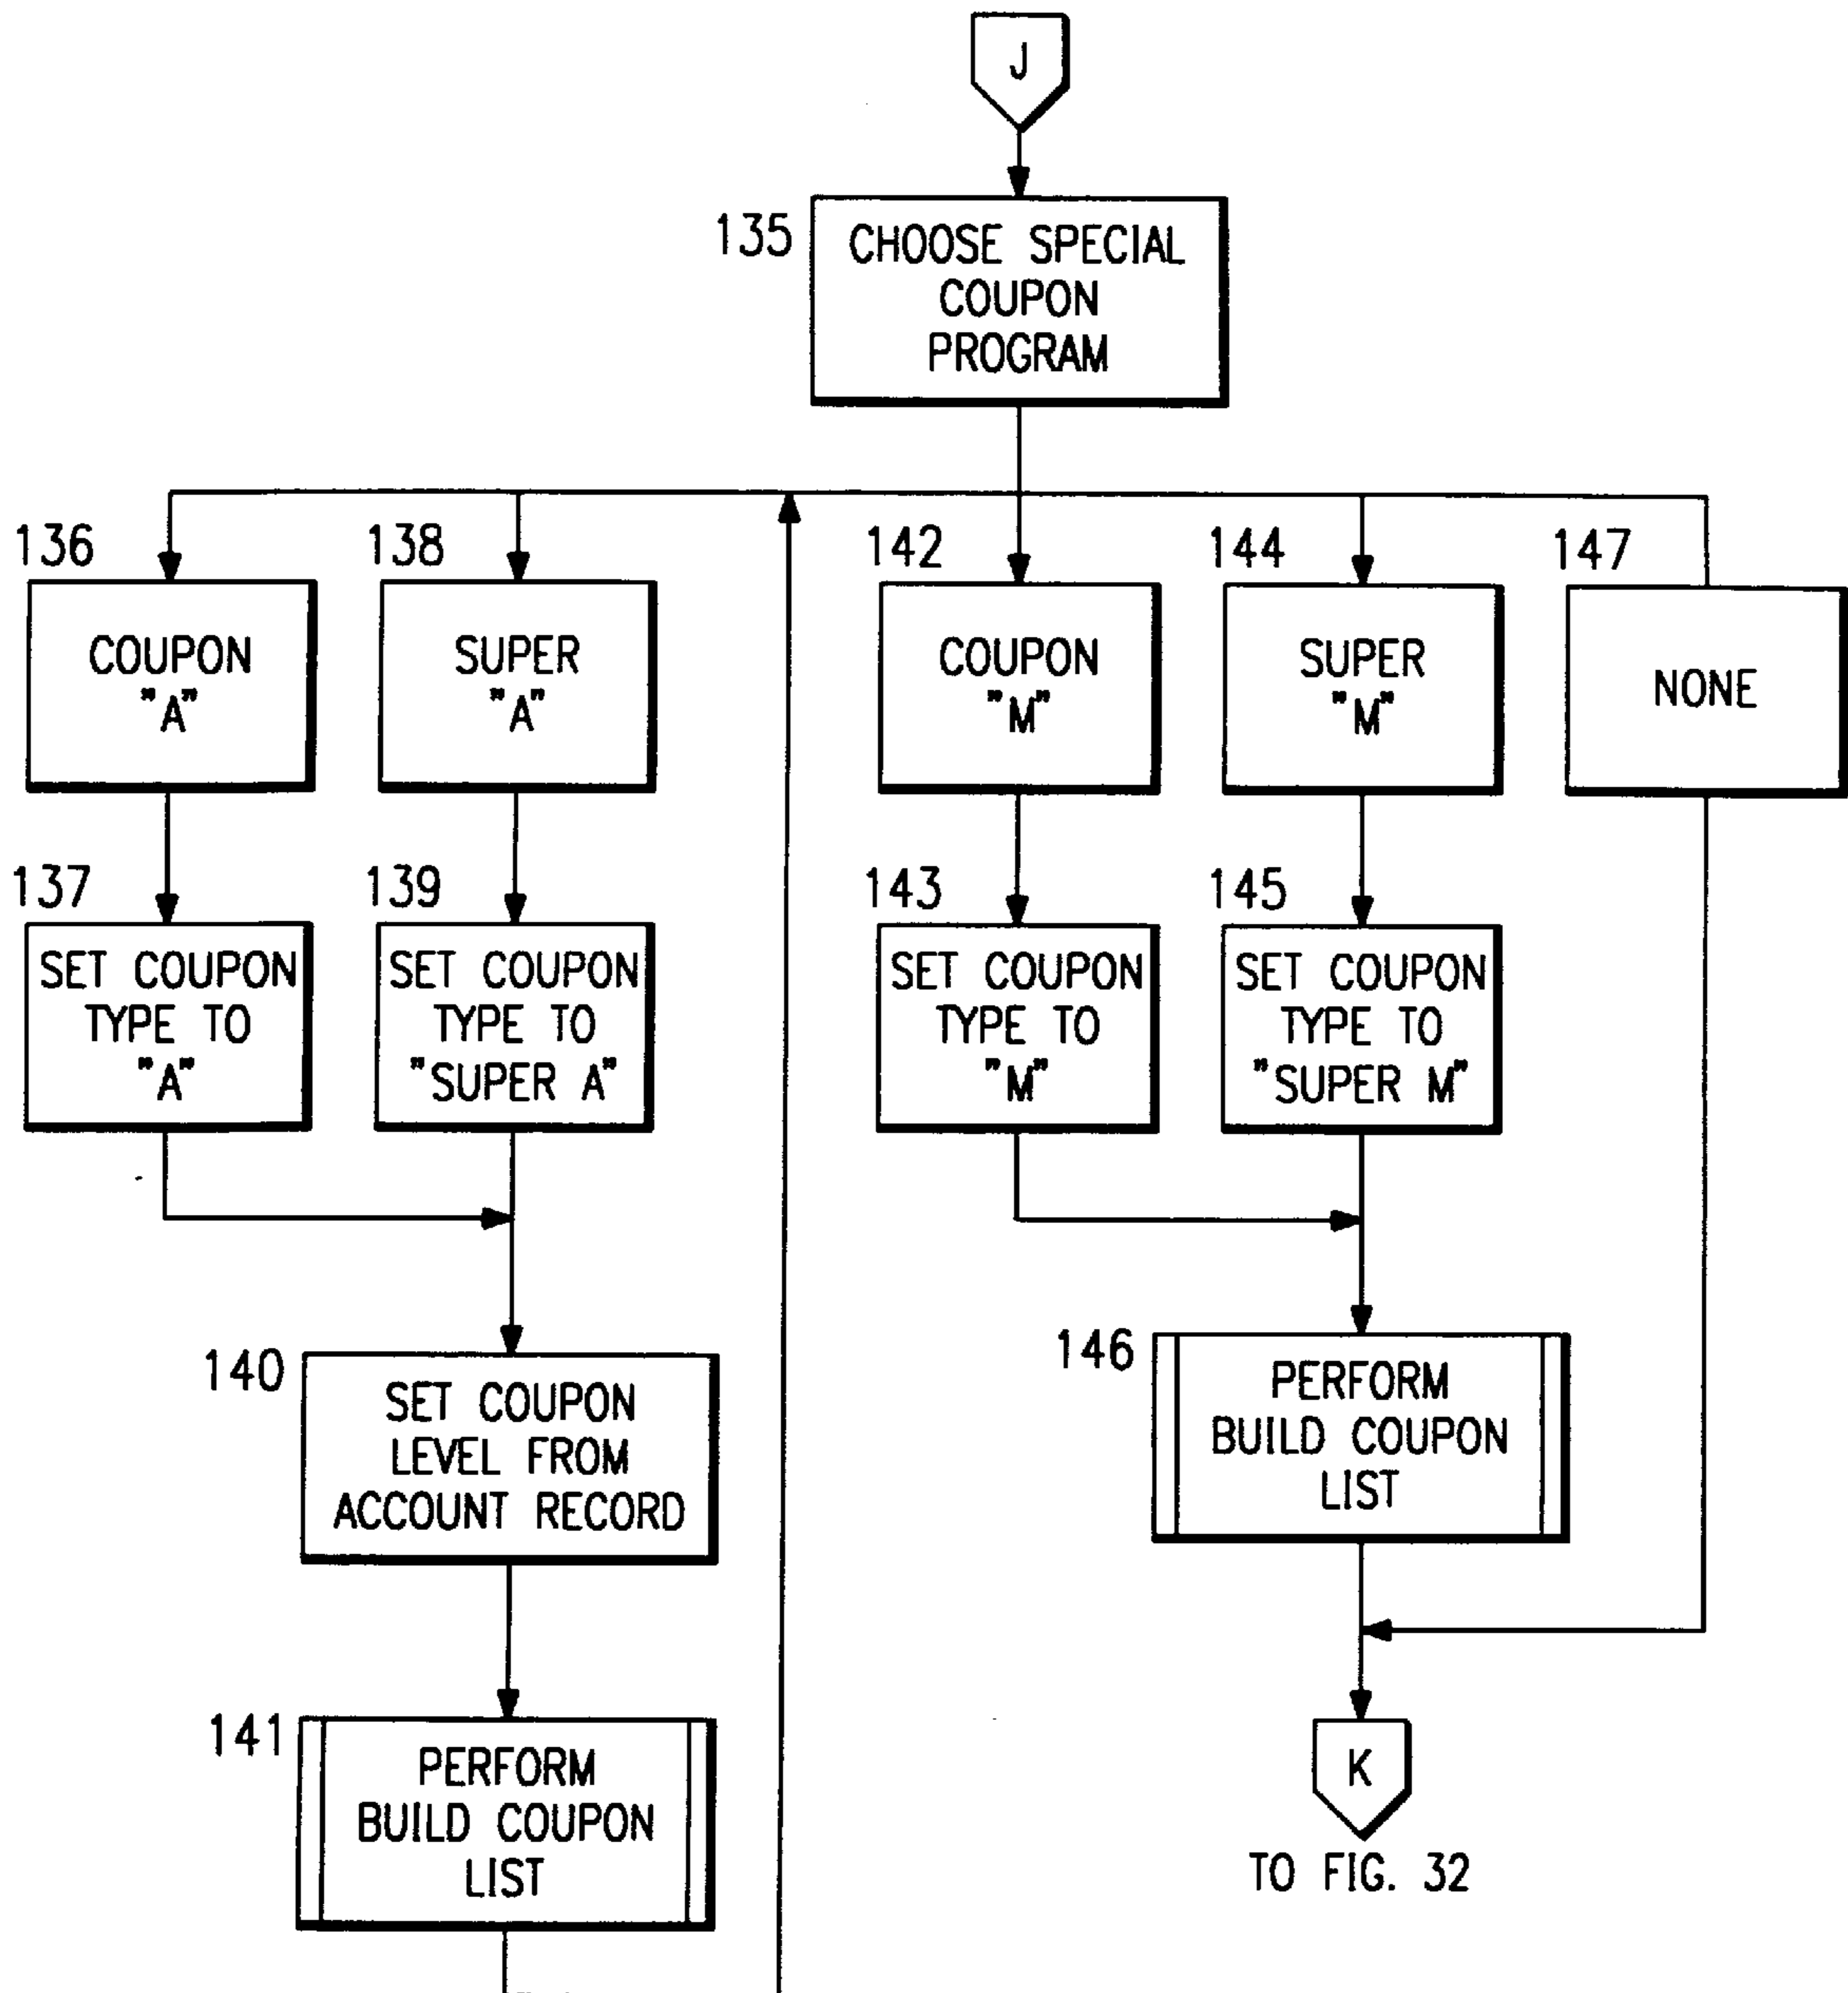 J
135
CHOOSE SPECIAL
COUPON
PROGRAM
136
COUPON
"A"
138
SUPER
"A"
142
COUPON
"M"
144
SUPER
"M"
147
NONE
137
SET COUPON
TYPE TO
"A"
139
SET COUPON
TYPE TO
"SUPER A"
143
SET COUPON
TYPE TO
"M"
145
SET COUPON
TYPE TO
"SUPER M"
140
SET COUPON
LEVEL FROM
ACCOUNT RECORD
146
PERFORM
BUILD COUPON
LIST
141
PERFORM
BUILD COUPON
LIST
K
TO FIG. 32